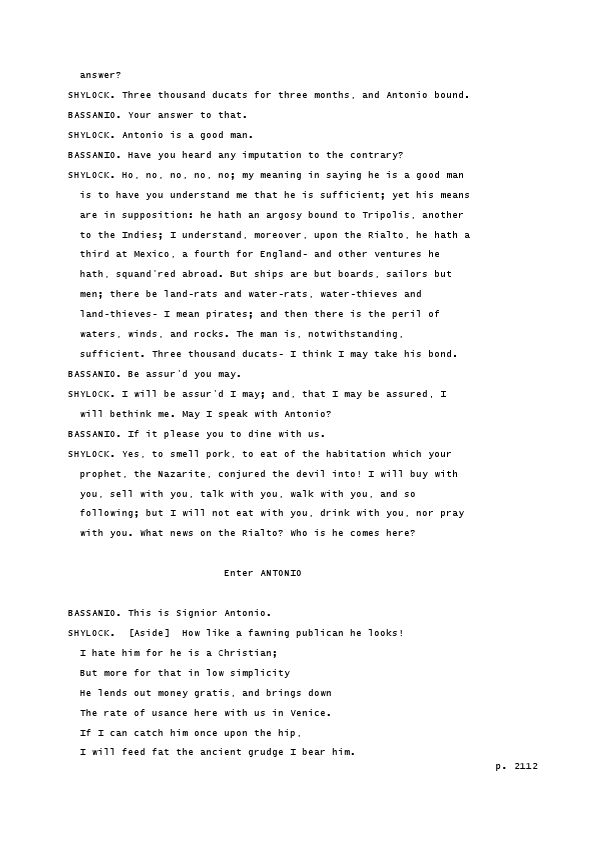 answer?
SHYLOCK. Three thousand ducats for three months, and Antonio bound.
BASSANIO. Your answer to that.
SHYLOCK. Antonio is a good man.
BASSANIO. Have you heard any imputation to the contrary?
SHYLOCK. Ho, no, no, no, no; my meaning in saying he is a good man
is to have you understand me that he is sufficient; yet his means
are in supposition: he hath an argosy bound to Tripolis, another
to the Indies; I understand, moreover, upon the Rialto, he hath a
third at Mexico, a fourth for England- and other ventures he
hath, squand'red abroad. But ships are but boards, sailors but
men; there be land-rats and water-rats, water-thieves and
land-thieves- I mean pirates; and then there is the peril of
waters, winds, and rocks. The man is, notwithstanding,
sufficient. Three thousand ducats- I think I may take his bond.
BASSANIO. Be assur'd you may.
SHYLOCK. I will be assur'd I may; and, that I may be assured, I
will bethink me. May I speak with Antonio?
BASSANIO. If it please you to dine with us.
SHYLOCK. Yes, to smell pork, to eat of the habitation which your
prophet, the Nazarite, conjured the devil into! I will buy with
you, sell with you, talk with you, walk with you, and so
following; but I will not eat with you, drink with you, nor pray
with you. What news on the Rialto? Who is he comes here?
Enter ANTONIO
BASSANIO. This is Signior Antonio.
SHYLOCK. [Aside] How like a fawning publican he looks!
I hate him for he is a Christian;
But more for that in low simplicity
He lends out money gratis, and brings down
The rate of usance here with us in Venice.
If I can catch him once upon the hip,
I will feed fat the ancient grudge I bear him.
p. 2112